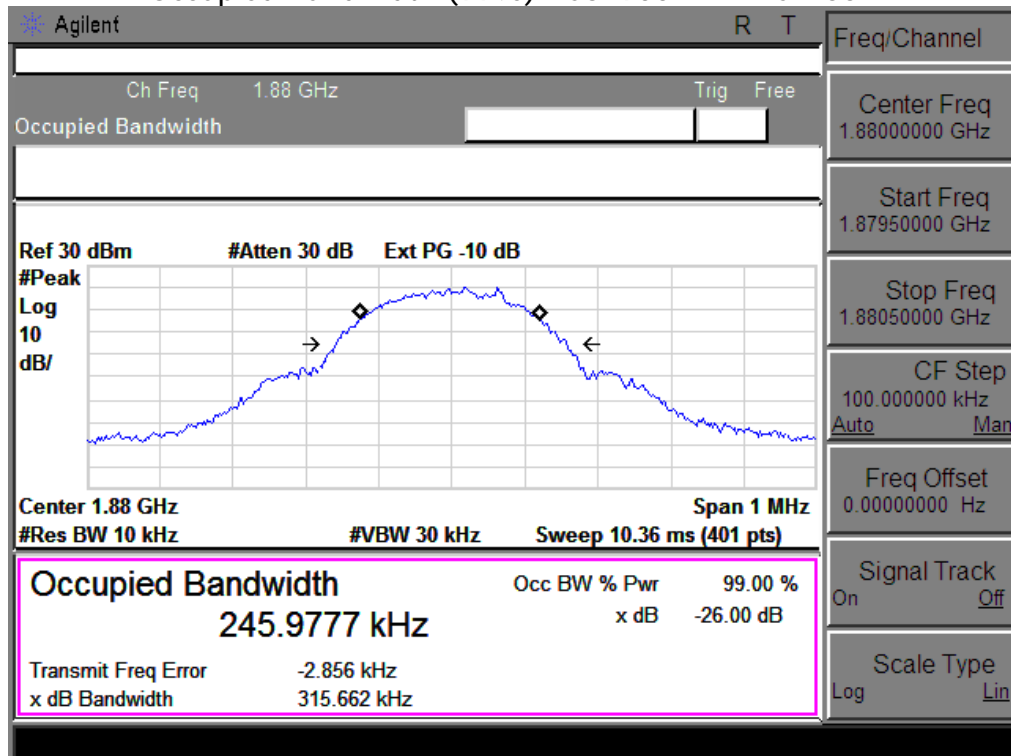 Agilent R T
Ch Freq 1.88 GHz Trig Free
Occupied Bandwidth
Ref 30 dBm #Atten 30 dB Ext PG -10 dB
#Peak
Log
10
dB/
Center 1.88 GHz Span 1 MHz
#Res BW 10 kHz #VBW 30 kHz Sweep 10.36 ms (401 pts)
Occupied Bandwidth
245.9777 kHz
Occ BW % Pwr 99.00 %
x dB -26.00 dB
Transmit Freq Error -2.856 kHz
x dB Bandwidth 315.662 kHz
Freq/Channel
Center Freq
1.88000000 GHz
Start Freq
1.87950000 GHz
Stop Freq
1.88050000 GHz
CF Step
100.000000 kHz
Auto Man
Freq Offset
0.00000000 Hz
Signal Track
On Off
Scale Type
Log Lin